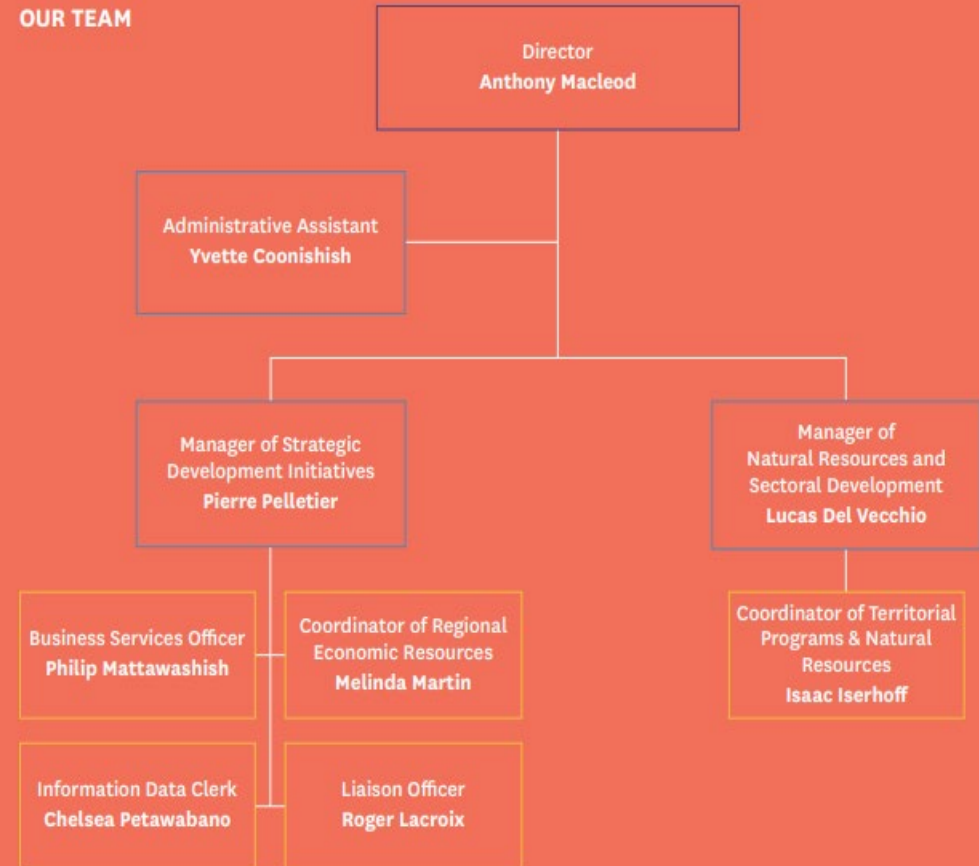 OUR TEAM
Director
Anthony Macleod
Administrative Assistant
Yvette Coonishish
Manager of Strategic
Development Initiatives
Pierre Pelletier
Manager of
Natural Resources and
Sectoral Development
Lucas Del Vecchio
Business Services Officer
Philip Mattawashish
Coordinator of Regional
Economic Resources
Melinda Martin
Coordinator of Territorial
Programs & Natural
Resources
Isaac Iserhoff
Information Data Clerk
Chelsea Petawabano
Liaison Officer
Roger Lacroix